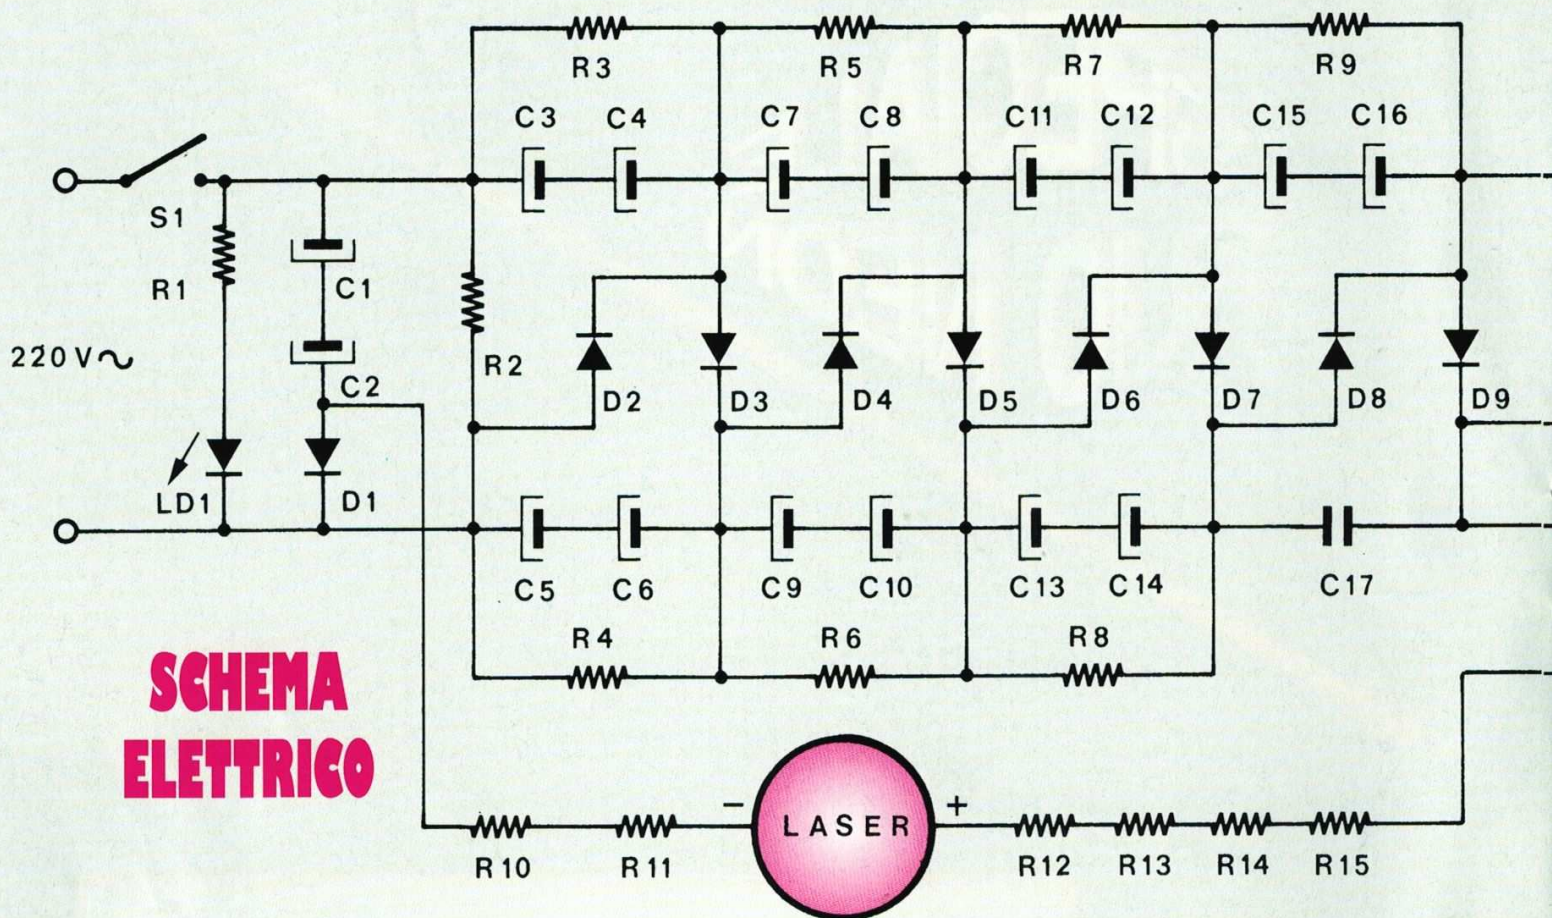 R3 R5 R7 R9
C3 C4 C7 C8 C11 C12 C15 C16
S1
R1 C1
220 V~ R2
C2 D2 D3 D4 D5 D6 D7 D8 D9
LD1 D1
C5 C6 C9 C10 C13 C14 C17
R4 R6 R8
SCHEMA
ELETTRICO
− LASER +
R10 R11 R12 R13 R14 R15